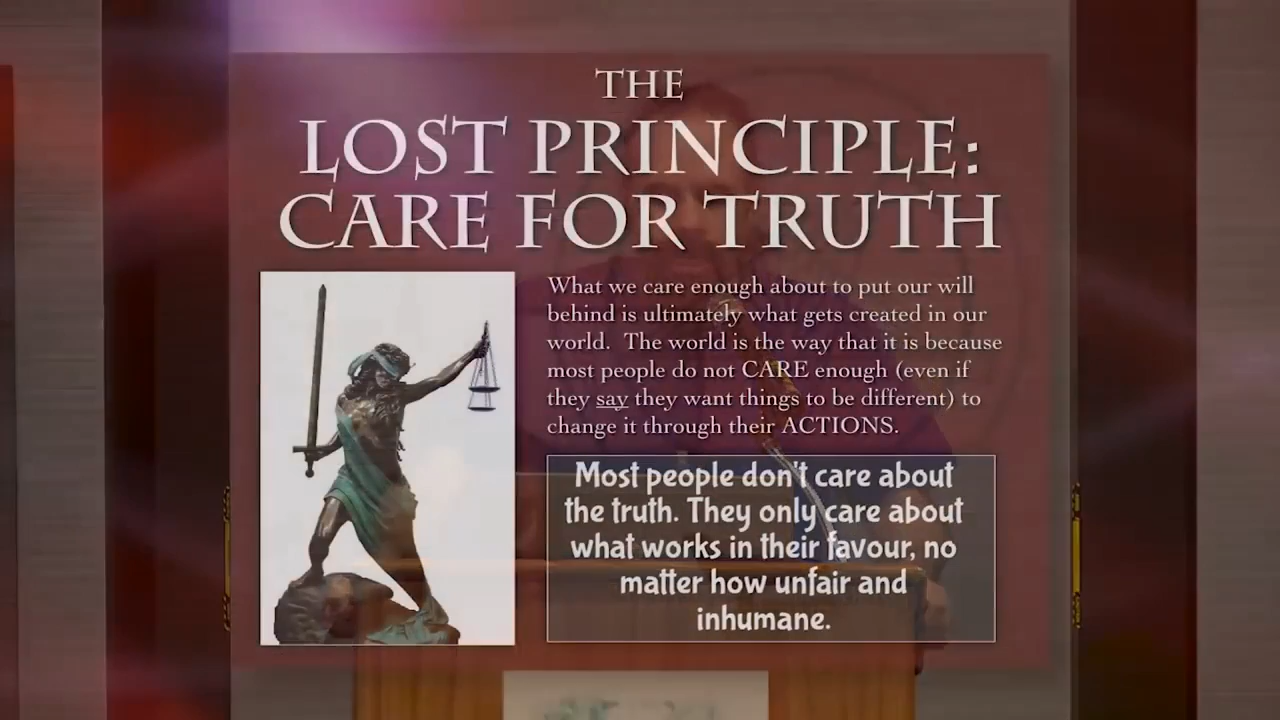 THE
LOST PRINCIPLE:
CARE FOR TRUTH
What we care enough about to put our will
behind is ultimately what gets created in our
world.  The world is the way that it is because
most people do not CARE enough (even if
they say they want things to be different) to
change it through their ACTIONS.
Most people don't care about
the truth. They only care about
what works in their favour, no
matter how unfair and
inhumane.